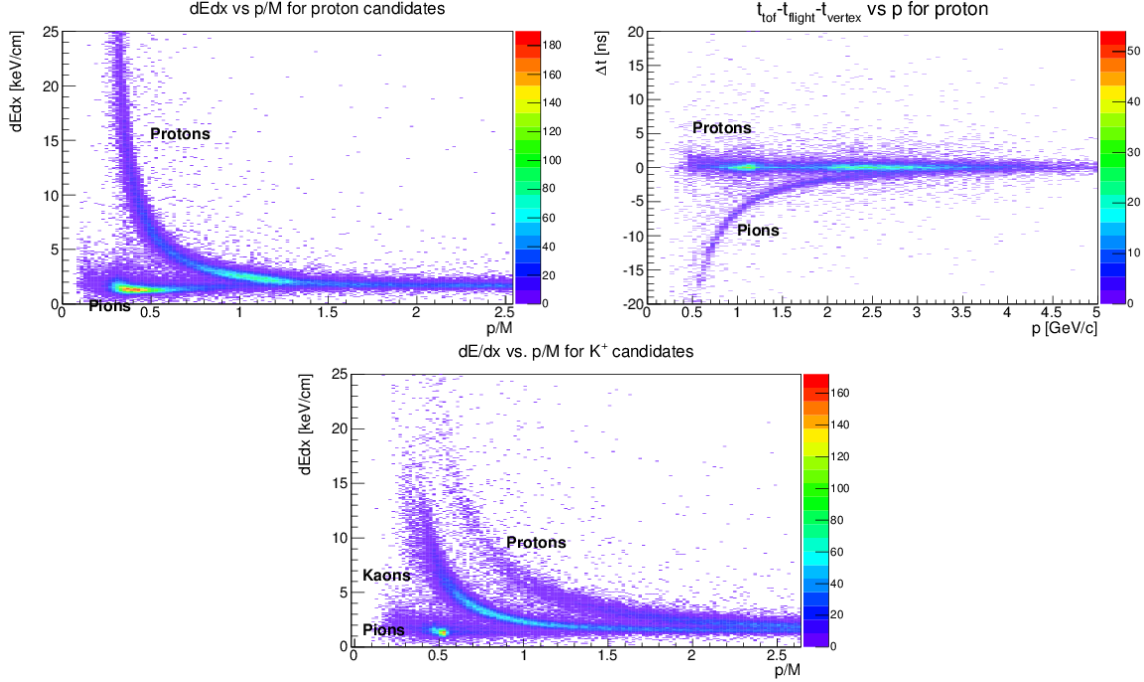 dEdx vs p/M for proton candidates
dEdx [keV/cm]
25
20
15
10
5
0
Protons
Pions
0 0.5 1 1.5 2 2.5
p/M
180
160
140
120
100
80
60
40
20
0
t_tof-t_flight-t_vertex vs p for proton
Δt [ns]
20
15
10
5
0
-5
-10
-15
-20
Protons
Pions
0 0.5 1 1.5 2 2.5 3 3.5 4 4.5 5
p [GeV/c]
50
40
30
20
10
0
dE/dx vs. p/M for K⁺ candidates
dEdx [keV/cm]
25
20
15
10
5
0
Protons
Kaons
Pions
0 0.5 1 1.5 2 2.5
p/M
160
140
120
100
80
60
40
20
0